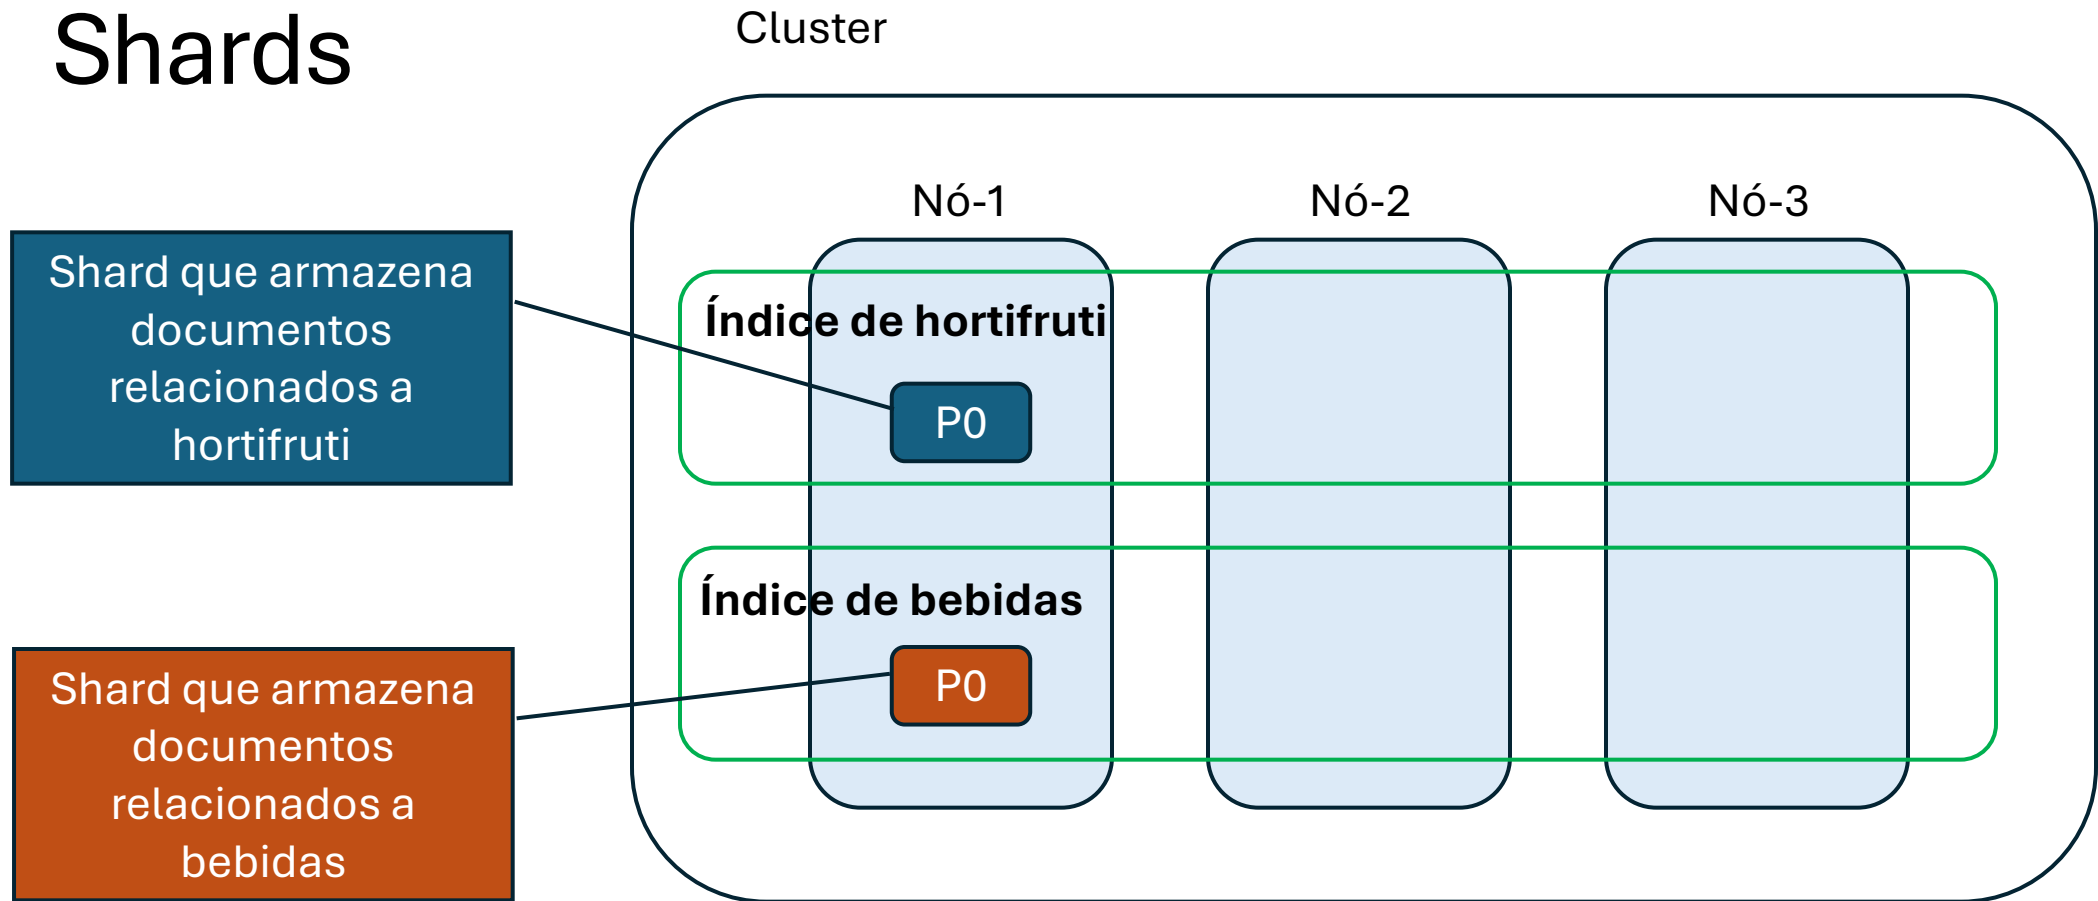 Shards
Cluster
Nó-1
Nó-2
Nó-3
Shard que armazena
documentos
relacionados a
hortifruti
Índice de hortifruti
P0
Índice de bebidas
P0
Shard que armazena
documentos
relacionados a
bebidas